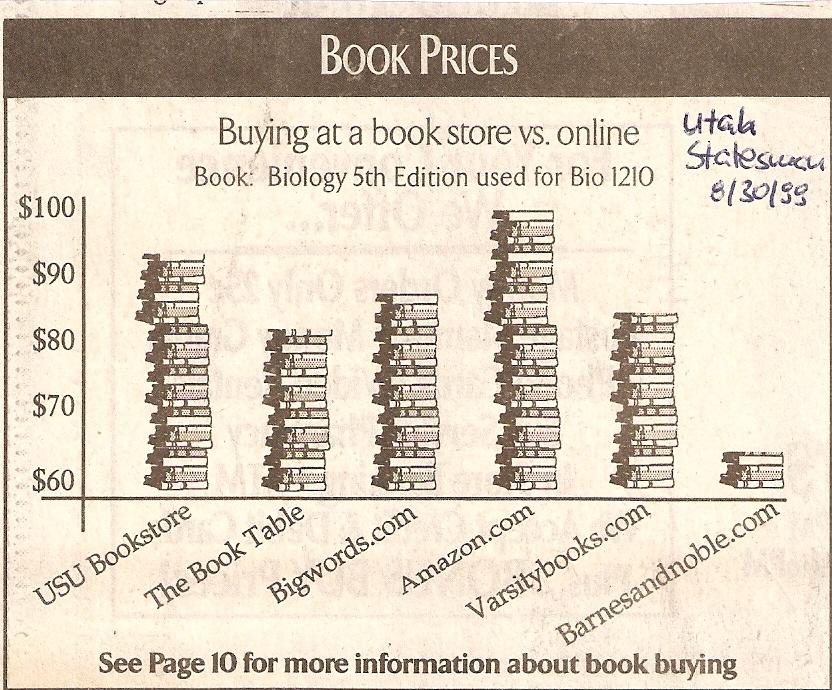 BOOK PRICES
Buying at a book store vs. online
Book: Biology 5th Edition used for Bio 1210
Utah
Statesman
8/30/99
$100
$90
$80
$70
$60
USU Bookstore
The Book Table
Bigwords.com
Amazon.com
Varsitybooks.com
Barnesandnoble.com
See Page 10 for more information about book buying